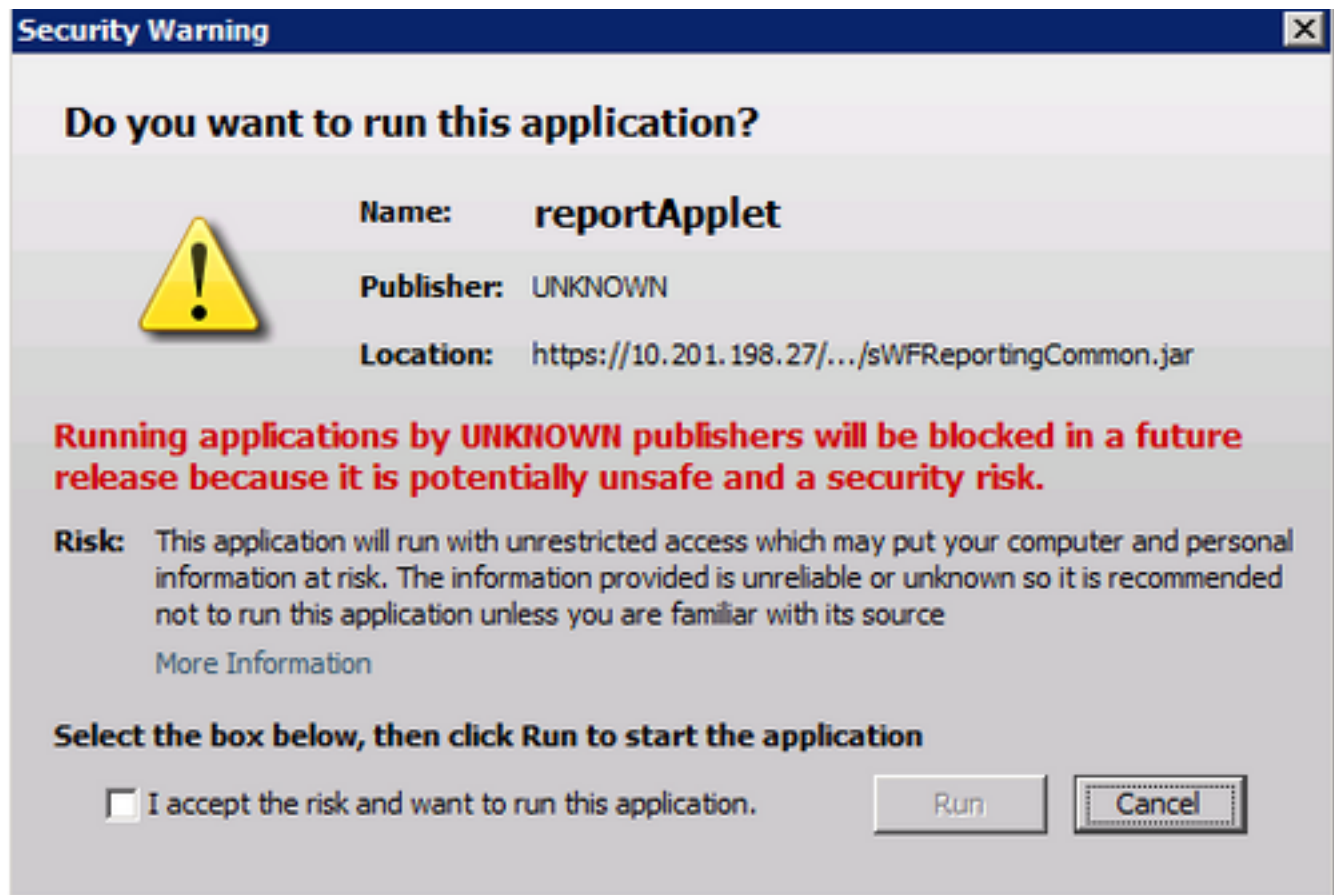 Security Warning
Do you want to run this application?
Name: reportApplet
Publisher: UNKNOWN
Location: https://10.201.198.27/.../sWFReportingCommon.jar
Running applications by UNKNOWN publishers will be blocked in a future
release because it is potentially unsafe and a security risk.
Risk: This application will run with unrestricted access which may put your computer and personal
information at risk. The information provided is unreliable or unknown so it is recommended
not to run this application unless you are familiar with its source
More Information
Select the box below, then click Run to start the application
I accept the risk and want to run this application. Run Cancel